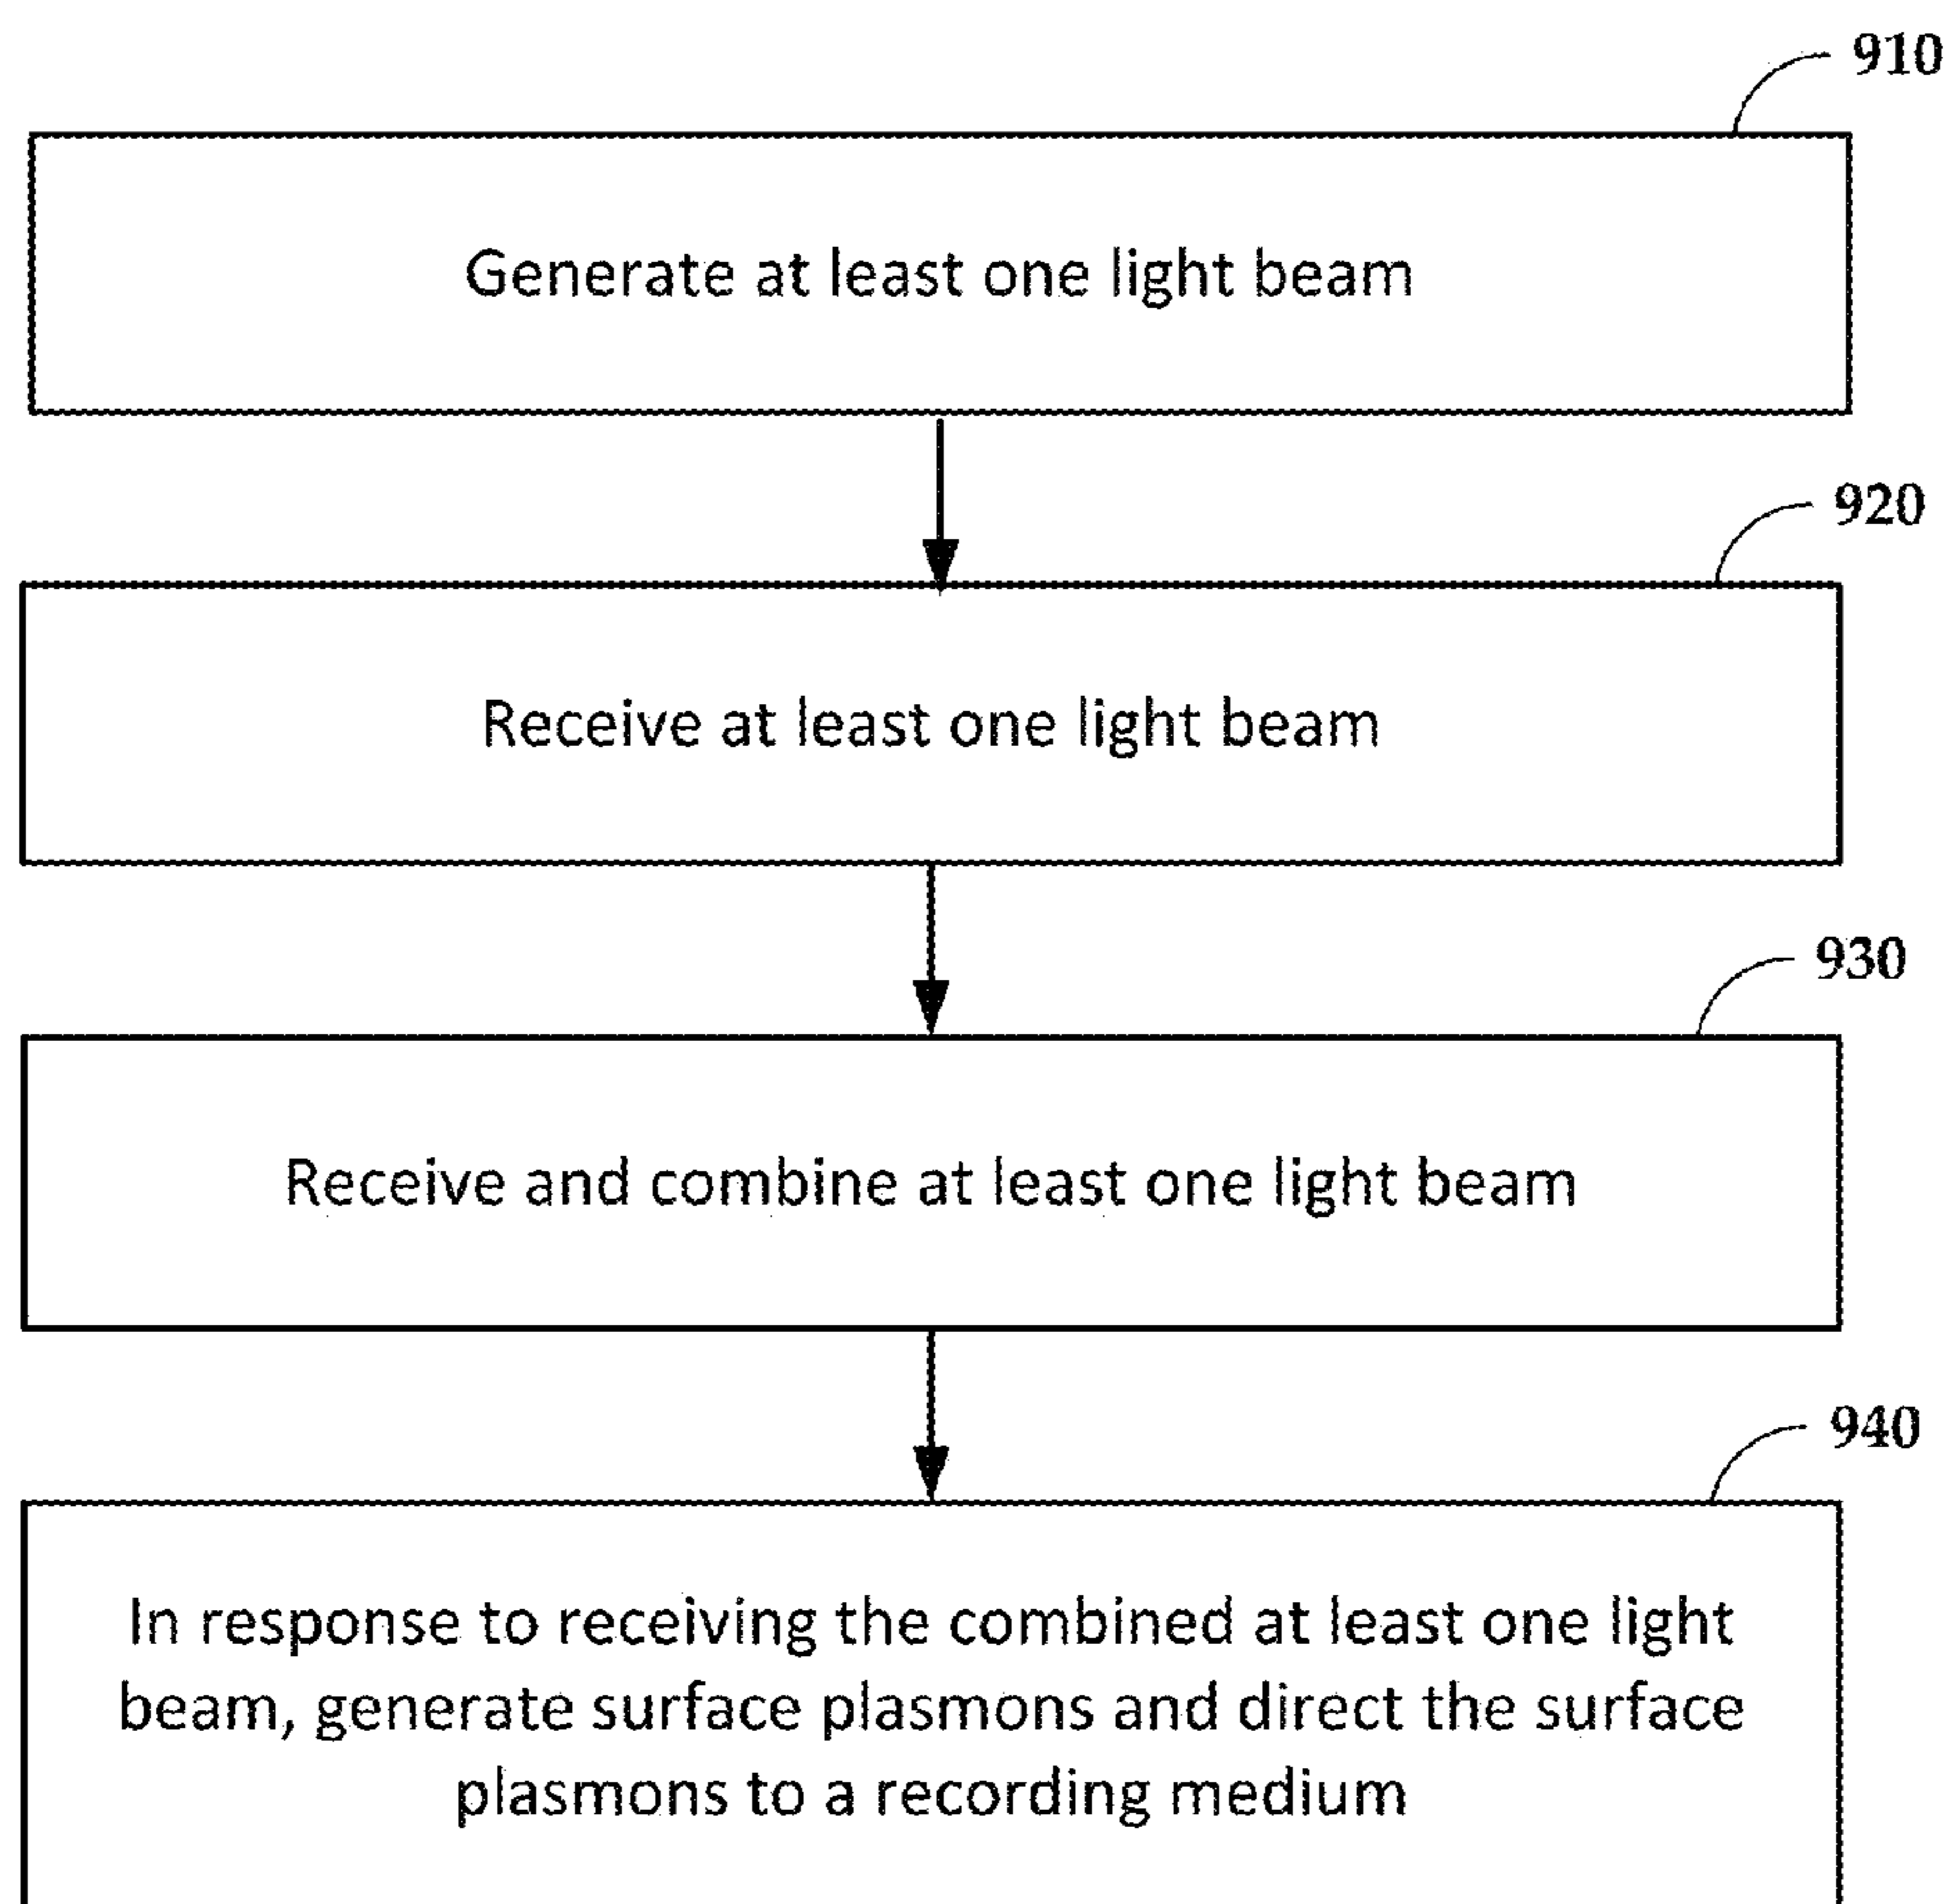 910
Generate at least one light beam
920
Receive at least one light beam
930
Receive and combine at least one light beam
940
In response to receiving the combined at least one light
beam, generate surface plasmons and direct the surface
plasmons to a recording medium